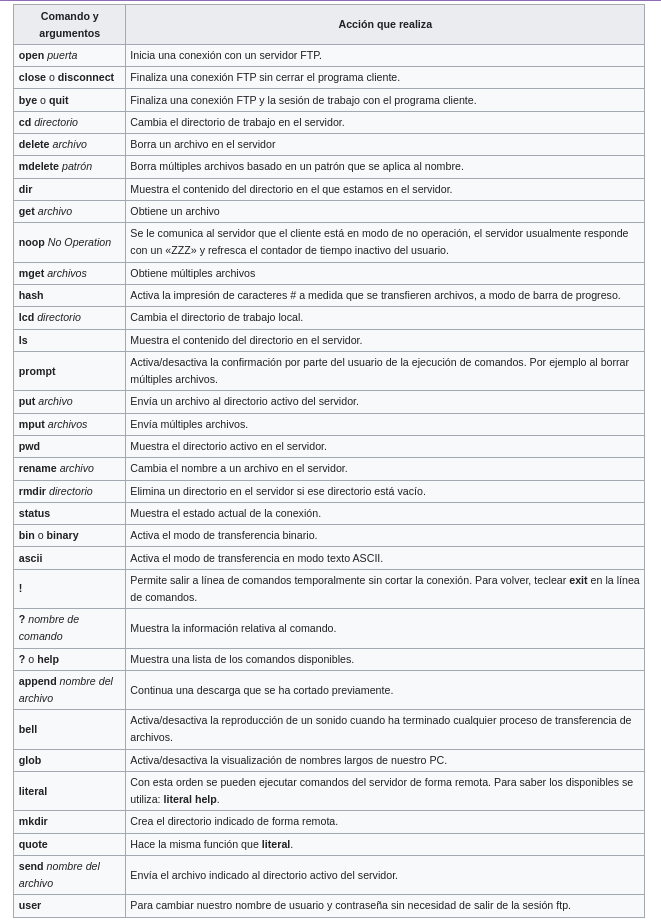 Comando y
argumentos
Acción que realiza
open puerta
Inicia una conexión con un servidor FTP.
close o disconnect
Finaliza una conexión FTP sin cerrar el programa cliente.
bye o quit
Finaliza una conexión FTP y la sesión de trabajo con el programa cliente.
cd directorio
Cambia el directorio de trabajo en el servidor.
delete archivo
Borra un archivo en el servidor
mdelete patrón
Borra múltiples archivos basado en un patrón que se aplica al nombre.
dir
Muestra el contenido del directorio en el que estamos en el servidor.
get archivo
Obtiene un archivo
noop No Operation
Se le comunica al servidor que el cliente está en modo de no operación, el servidor usualmente responde
con un «ZZZ» y refresca el contador de tiempo inactivo del usuario.
mget archivos
Obtiene múltiples archivos
hash
Activa la impresión de caracteres # a medida que se transfieren archivos, a modo de barra de progreso.
lcd directorio
Cambia el directorio de trabajo local.
ls
Muestra el contenido del directorio en el servidor.
prompt
Activa/desactiva la confirmación por parte del usuario de la ejecución de comandos. Por ejemplo al borrar
múltiples archivos.
put archivo
Envía un archivo al directorio activo del servidor.
mput archivos
Envía múltiples archivos.
pwd
Muestra el directorio activo en el servidor.
rename archivo
Cambia el nombre a un archivo en el servidor.
rmdir directorio
Elimina un directorio en el servidor si ese directorio está vacío.
status
Muestra el estado actual de la conexión.
bin o binary
Activa el modo de transferencia binario.
ascii
Activa el modo de transferencia en modo texto ASCII.
!
Permite salir a línea de comandos temporalmente sin cortar la conexión. Para volver, teclear exit en la línea
de comandos.
? nombre de
comando
Muestra la información relativa al comando.
? o help
Muestra una lista de los comandos disponibles.
append nombre del
archivo
Continua una descarga que se ha cortado previamente.
bell
Activa/desactiva la reproducción de un sonido cuando ha terminado cualquier proceso de transferencia de
archivos.
glob
Activa/desactiva la visualización de nombres largos de nuestro PC.
literal
Con esta orden se pueden ejecutar comandos del servidor de forma remota. Para saber los disponibles se
utiliza: literal help.
mkdir
Crea el directorio indicado de forma remota.
quote
Hace la misma función que literal.
send nombre del
archivo
Envía el archivo indicado al directorio activo del servidor.
user
Para cambiar nuestro nombre de usuario y contraseña sin necesidad de salir de la sesión ftp.